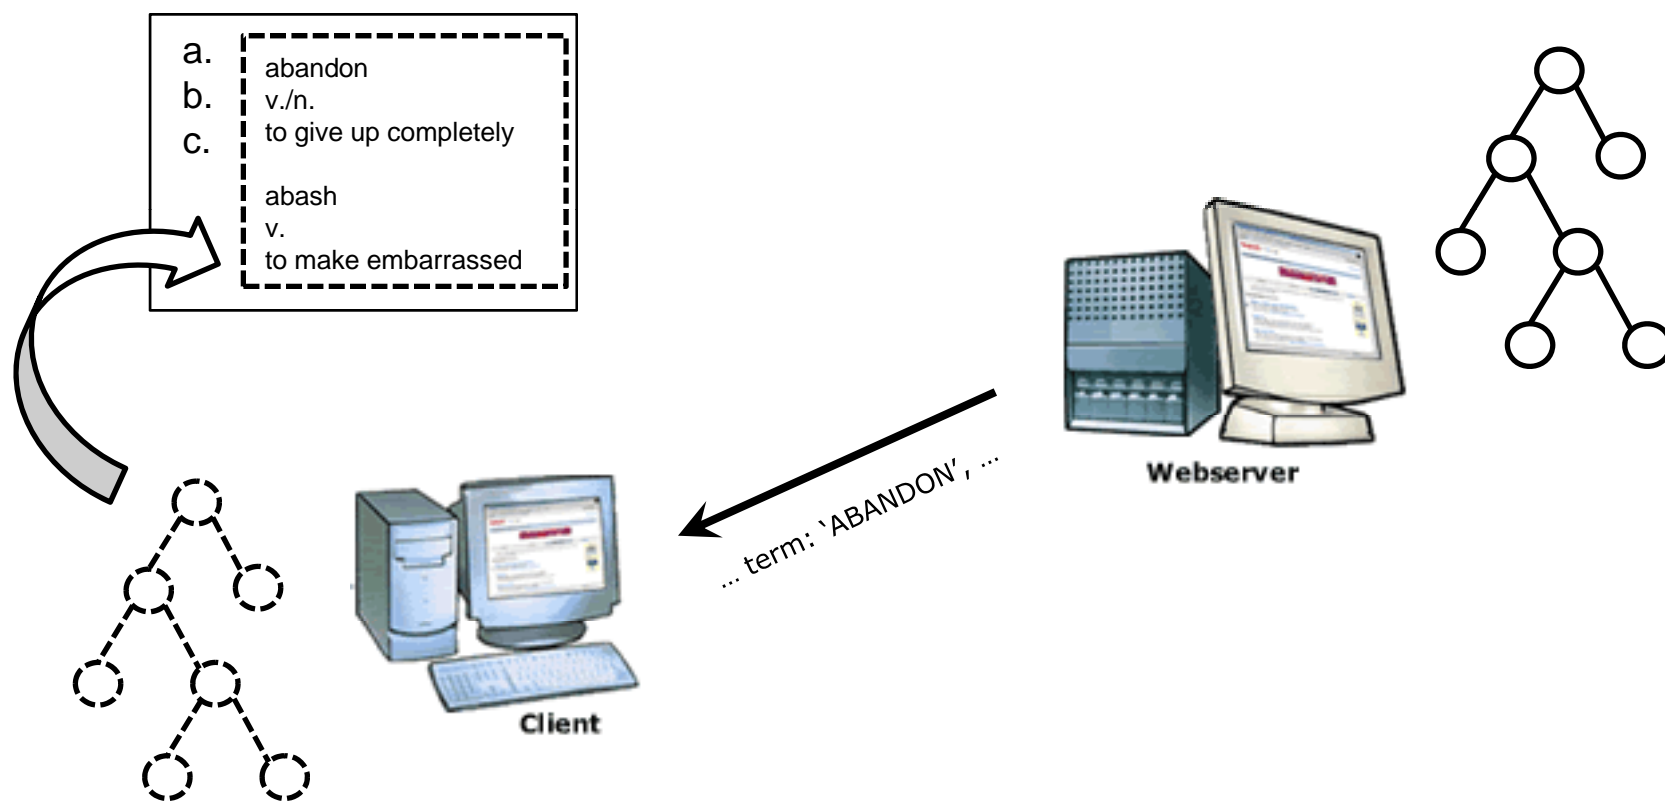 a.
b.
c.
abandon
v./n.
to give up completely
abash
v.
to make embarrassed
… term: ‘ABANDON’, …
Webserver
Client